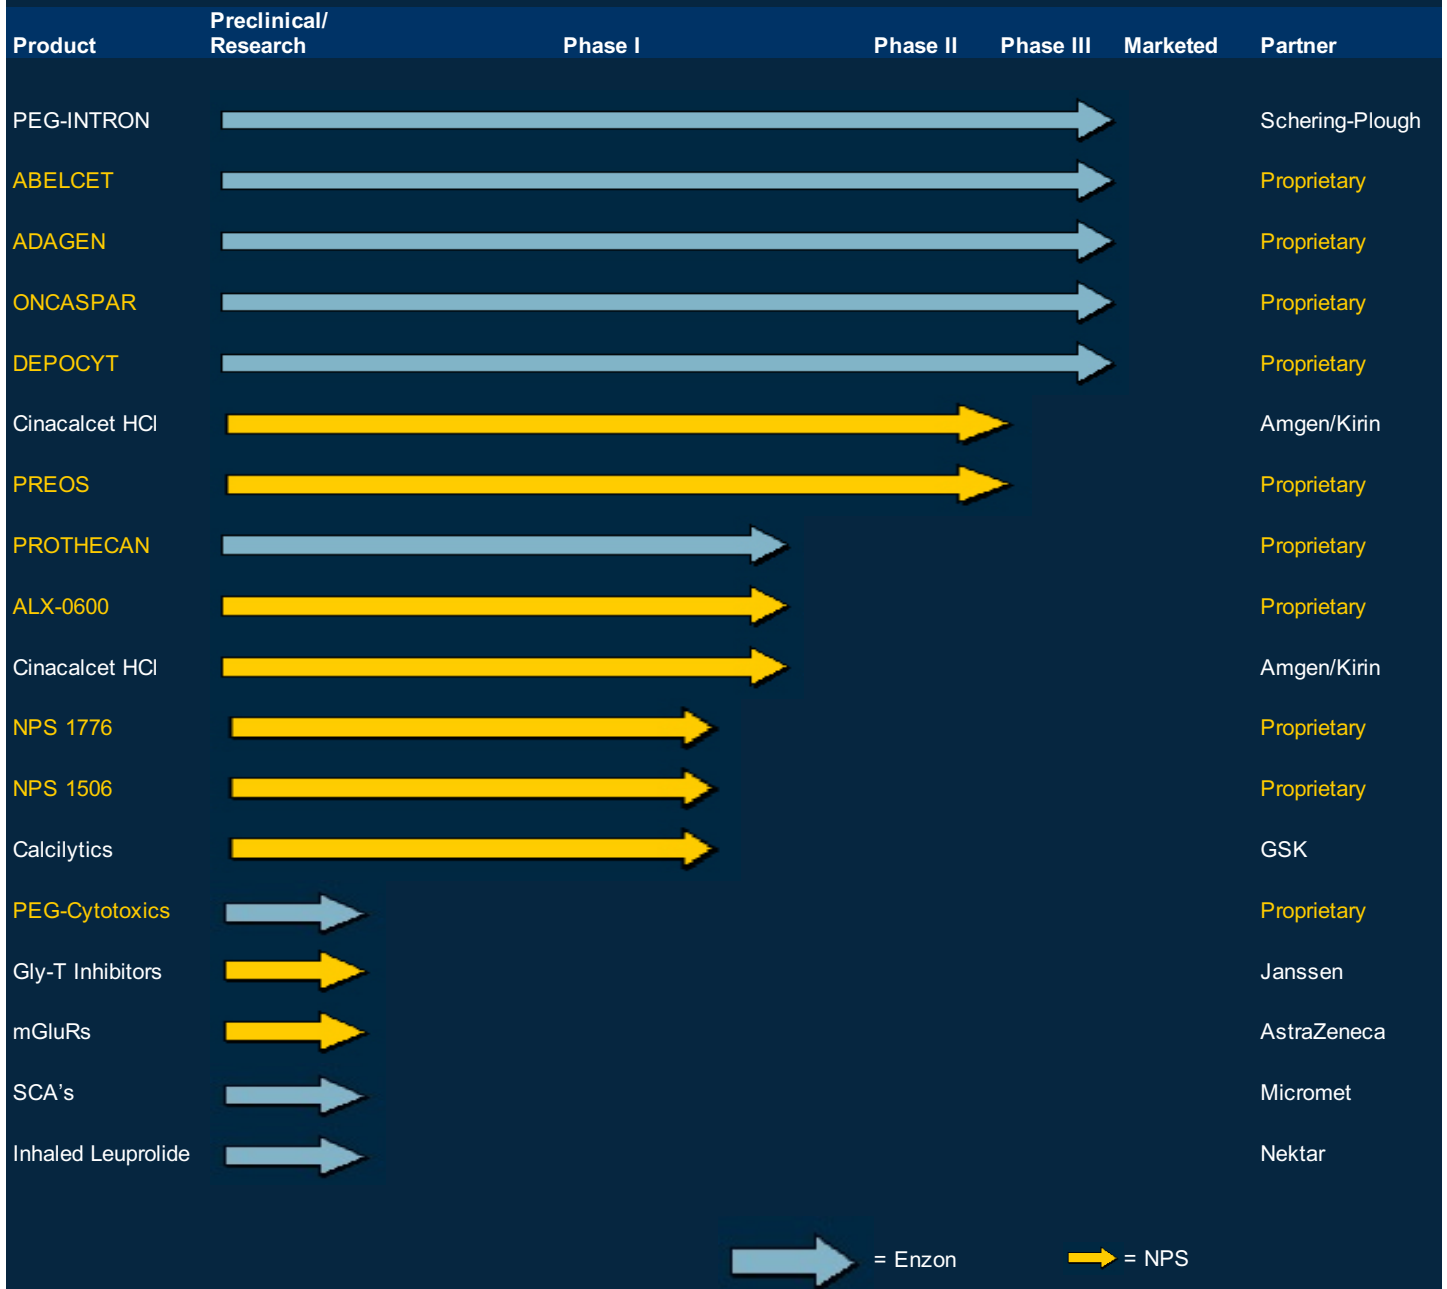 Product Preclinical/ Research Phase I Phase II Phase III Marketed Partner
PEG-INTRON Schering-Plough
ABELCET Proprietary
ADAGEN Proprietary
ONCASPAR Proprietary
DEPOCYT Proprietary
Cinacalcet HCl Amgen/Kirin
PREOS Proprietary
PROTHECAN Proprietary
ALX-0600 Proprietary
Cinacalcet HCl Amgen/Kirin
NPS 1776 Proprietary
NPS 1506 Proprietary
Calcilytics GSK
PEG-Cytotoxics Proprietary
Gly-T Inhibitors Janssen
mGluRs AstraZeneca
SCA’s Micromet
Inhaled Leuprolide Nektar
= Enzon = NPS